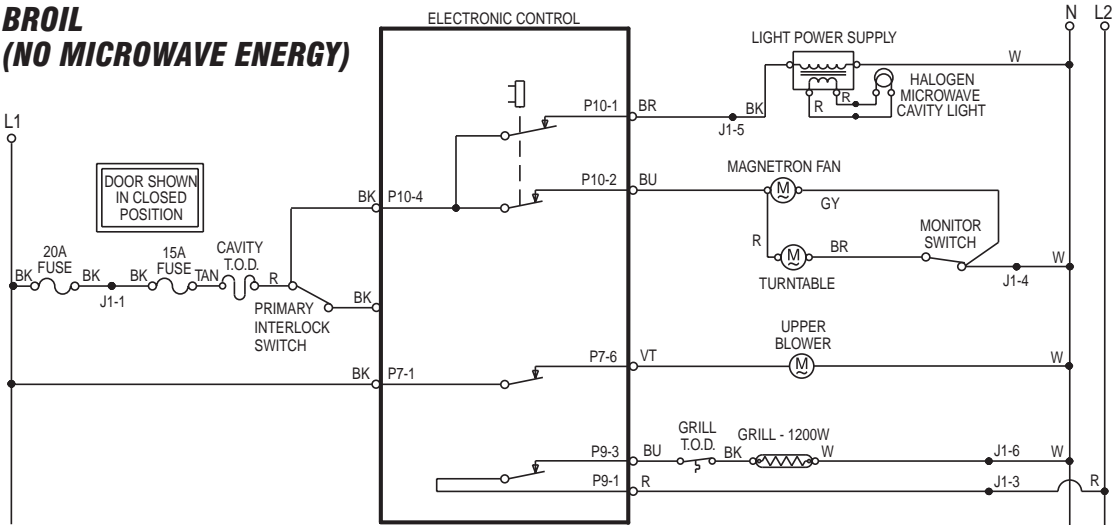 BROIL
(NO MICROWAVE ENERGY)
ELECTRONIC CONTROL
N L2
LIGHT POWER SUPPLY
W
HALOGEN
MICROWAVE
CAVITY LIGHT
R R
P10-1 BR
J1-5
BK
L1
DOOR SHOWN
IN CLOSED
POSITION
BK P10-4
P10-2 BU
MAGNETRON FAN
M
GY
MONITOR
SWITCH
R
M
BR
TURNTABLE
W
J1-4
20A
FUSE
BK BK
J1-1
15A
FUSE
BK TAN
CAVITY
T.O.D.
R
BK
PRIMARY
INTERLOCK
SWITCH
UPPER
BLOWER
BK P7-1
P7-6 VT
M
W
GRILL
T.O.D.
GRILL - 1200W
P9-3 BU
BK
W
J1-6
W
P9-1 R
J1-3
R